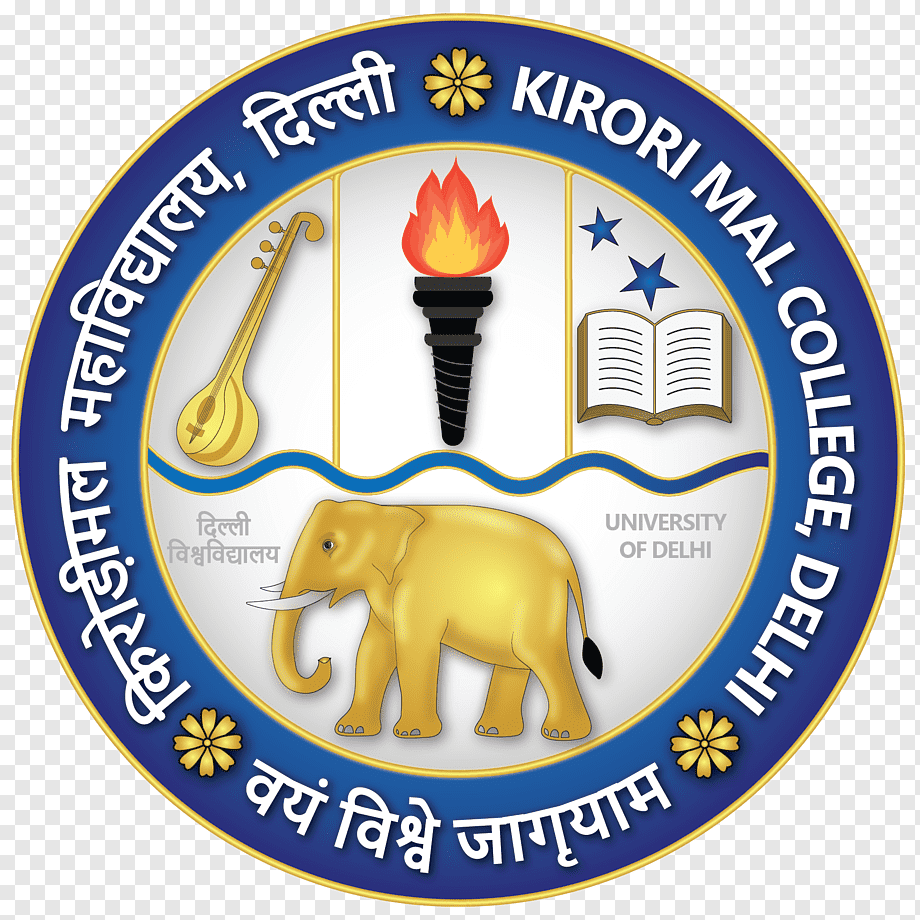 किरोड़ीमल महाविद्यालय, दिल्ली
KIRORI MAL COLLEGE, DELHI
दिल्ली
विश्वविद्यालय
UNIVERSITY
OF DELHI
वयं विश्वे जागृयाम